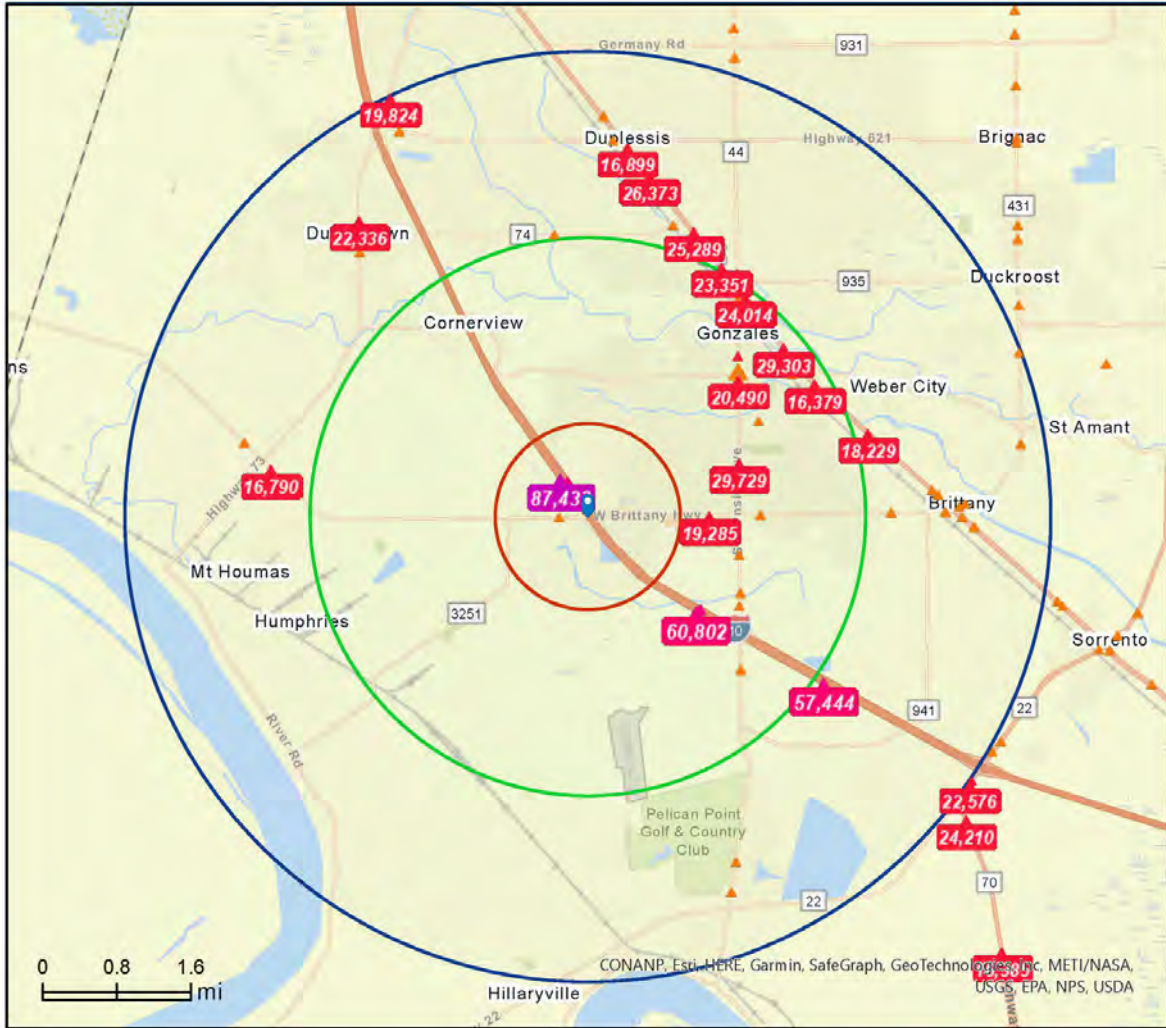 Germany Rd
931
19,824
Duplessis
Highway 621
Brignac
44
16,899
26,373
431
22,336
74
25,289
23,351
935
Duckroost
24,014
Cornerview
Gonzales
29,303
ns
20,490
16,379
Weber City
St Amant
18,229
Highway 73
16,790
29,729
W Brittany Hwy
Brittany
19,285
Mt Houmas
3251
Humphries
60,802
10
Sorrento
57,444
941
22
River Rd
22,576
Pelican Point
Golf & Country
Club
24,210
70
22
0 0.8 1.6
mi
CONANP, Esri, HERE, Garmin, SafeGraph, GeoTechnologies, Inc, METI/NASA,
USGS, EPA, NPS, USDA
Hillaryville
22